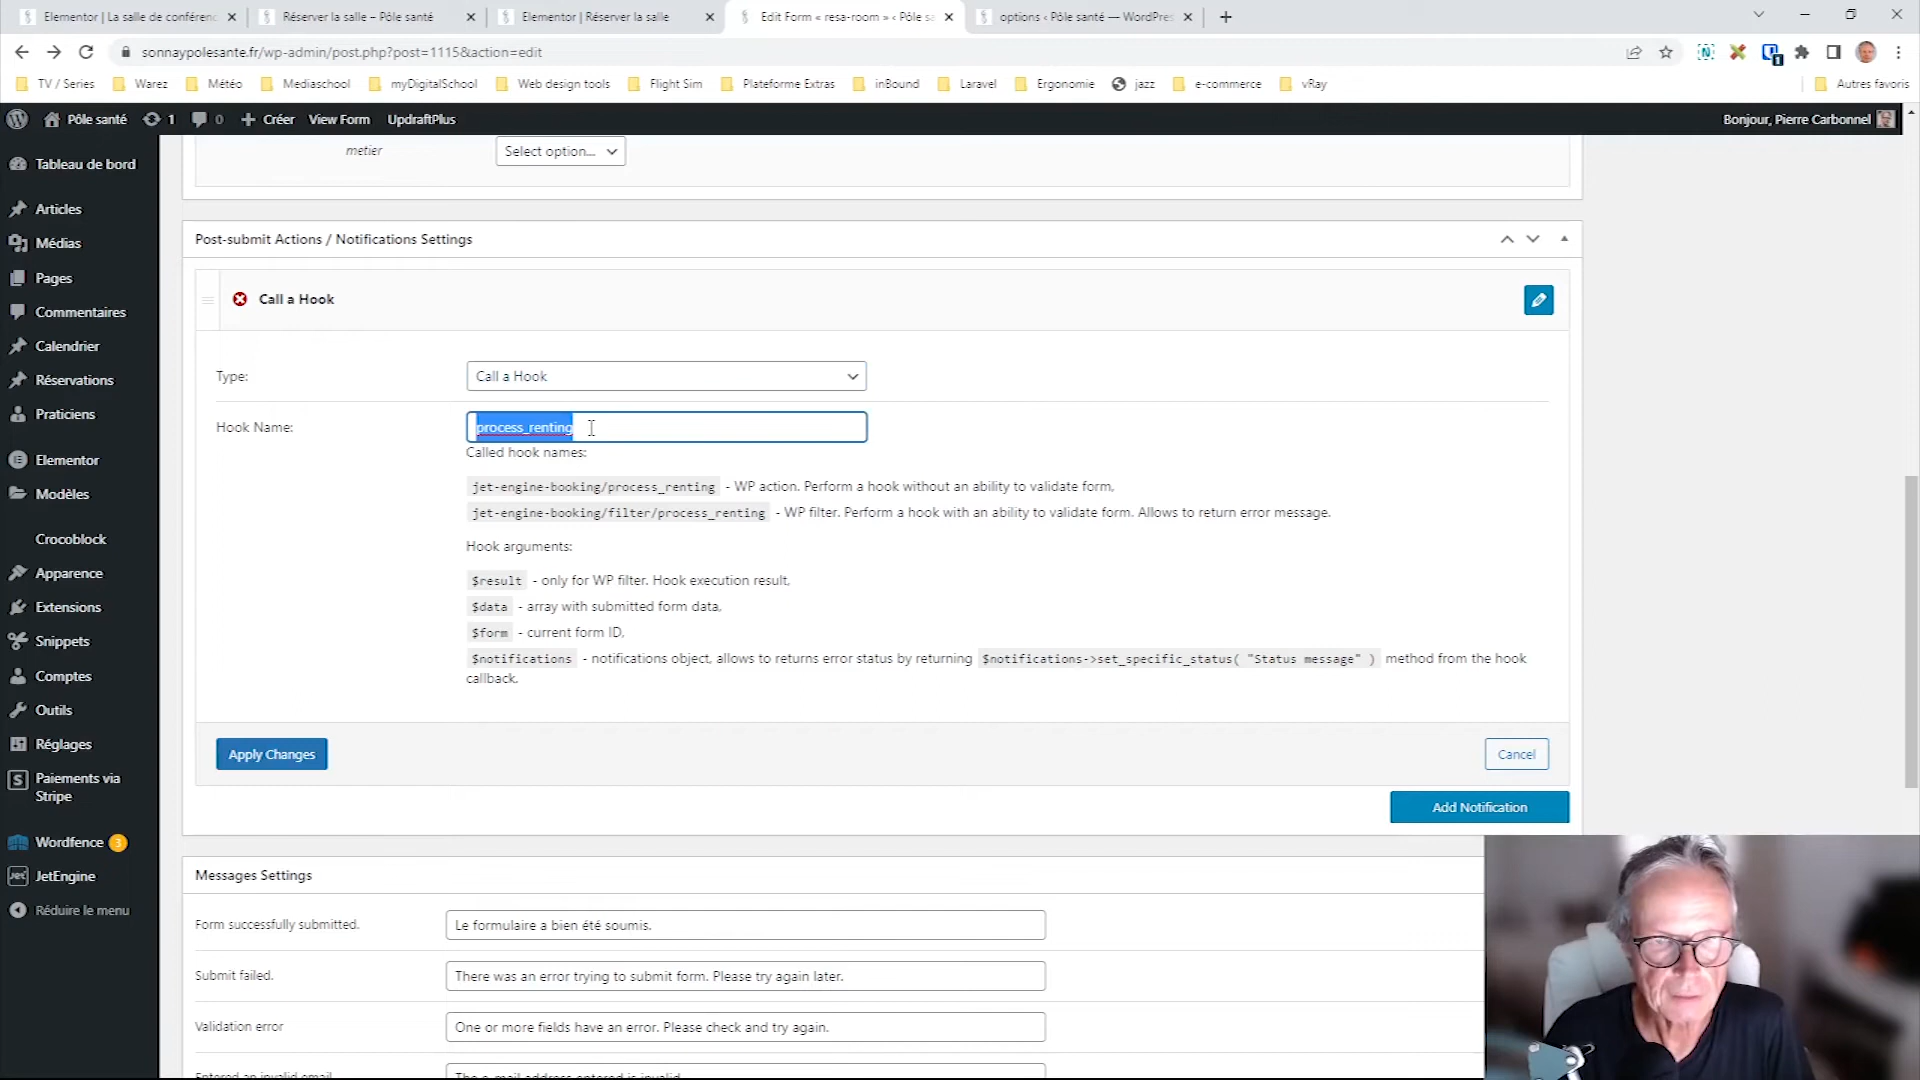 Elementor | La salle de conférenc
Réserver la salle – Pôle santé
Elementor | Réserver la salle
Edit Form « resa-room » ‹ Pôle sa
options ‹ Pôle santé — WordPres
sonnaypolesante.fr/wp-admin/post.php?post=1115&action=edit
TV / Series
Warez
Météo
Mediaschool
myDigitalSchool
Web design tools
Flight Sim
Plateforme Extras
inBound
Laravel
Ergonomie
jazz
e-commerce
vRay
Autres favoris
Pôle santé
1
0
Créer
View Form
UpdraftPlus
Bonjour, Pierre Carbonnel
Tableau de bord
Articles
Médias
Pages
Commentaires
Calendrier
Réservations
Praticiens
Elementor
Modèles
Crocoblock
Apparence
Extensions
Snippets
Comptes
Outils
Réglages
Paiements via
Stripe
Wordfence 3
JetEngine
Réduire le menu
metier
Select option...
Post-submit Actions / Notifications Settings
Call a Hook
Type:
Call a Hook
Hook Name:
process_renting
Called hook names:
jet-engine-booking/process_renting - WP action. Perform a hook without an ability to validate form,
jet-engine-booking/filter/process_renting - WP filter. Perform a hook with an ability to validate form. Allows to return error message.
Hook arguments:
$result - only for WP filter. Hook execution result,
$data - array with submitted form data,
$form - current form ID,
$notifications - notifications object, allows to returns error status by returning $notifications->set_specific_status( "Status message" ) method from the hook
callback.
Apply Changes
Cancel
Add Notification
Messages Settings
Form successfully submitted.
Le formulaire a bien été soumis.
Submit failed.
There was an error trying to submit form. Please try again later.
Validation error
One or more fields have an error. Please check and try again.
Entered an invalid email
The e-mail address entered is invalid